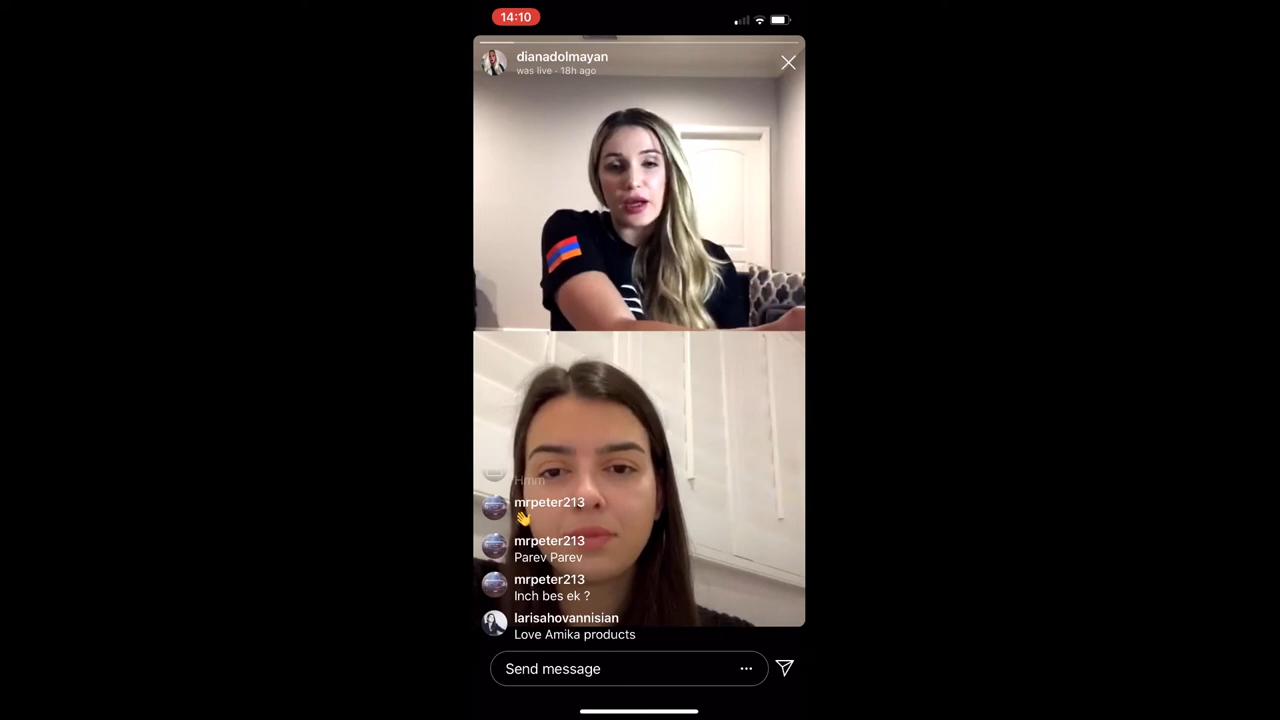 14:10
dianadolmayan
was live · 18h ago
Hmm
mrpeter213
👋
mrpeter213
Parev Parev
mrpeter213
Inch bes ek ?
larisahovannisian
Love Amika products
Send message